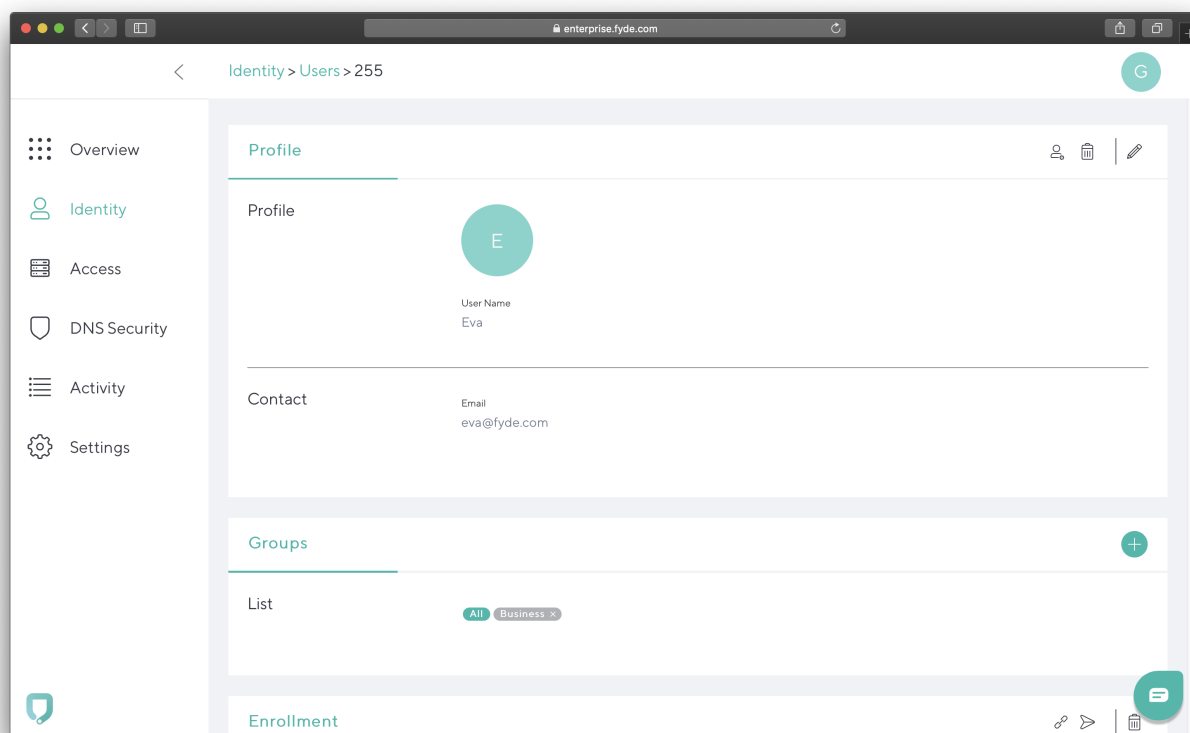 enterprise.fyde.com
Identity > Users > 255
G
Overview
Identity
Access
DNS Security
Activity
Settings
Profile
Profile
E
User Name
Eva
Contact
Email
eva@fyde.com
Groups
List
All Business ×
Enrollment